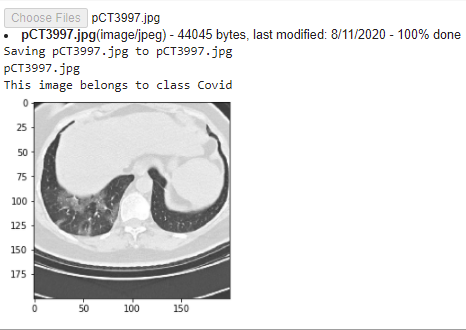 Choose Files pCT3997.jpg
• pCT3997.jpg(image/jpeg) - 44045 bytes, last modified: 8/11/2020 - 100% done
Saving pCT3997.jpg to pCT3997.jpg
pCT3997.jpg
This image belongs to class Covid
0
25
50
75
100
125
150
175
0 50 100 150